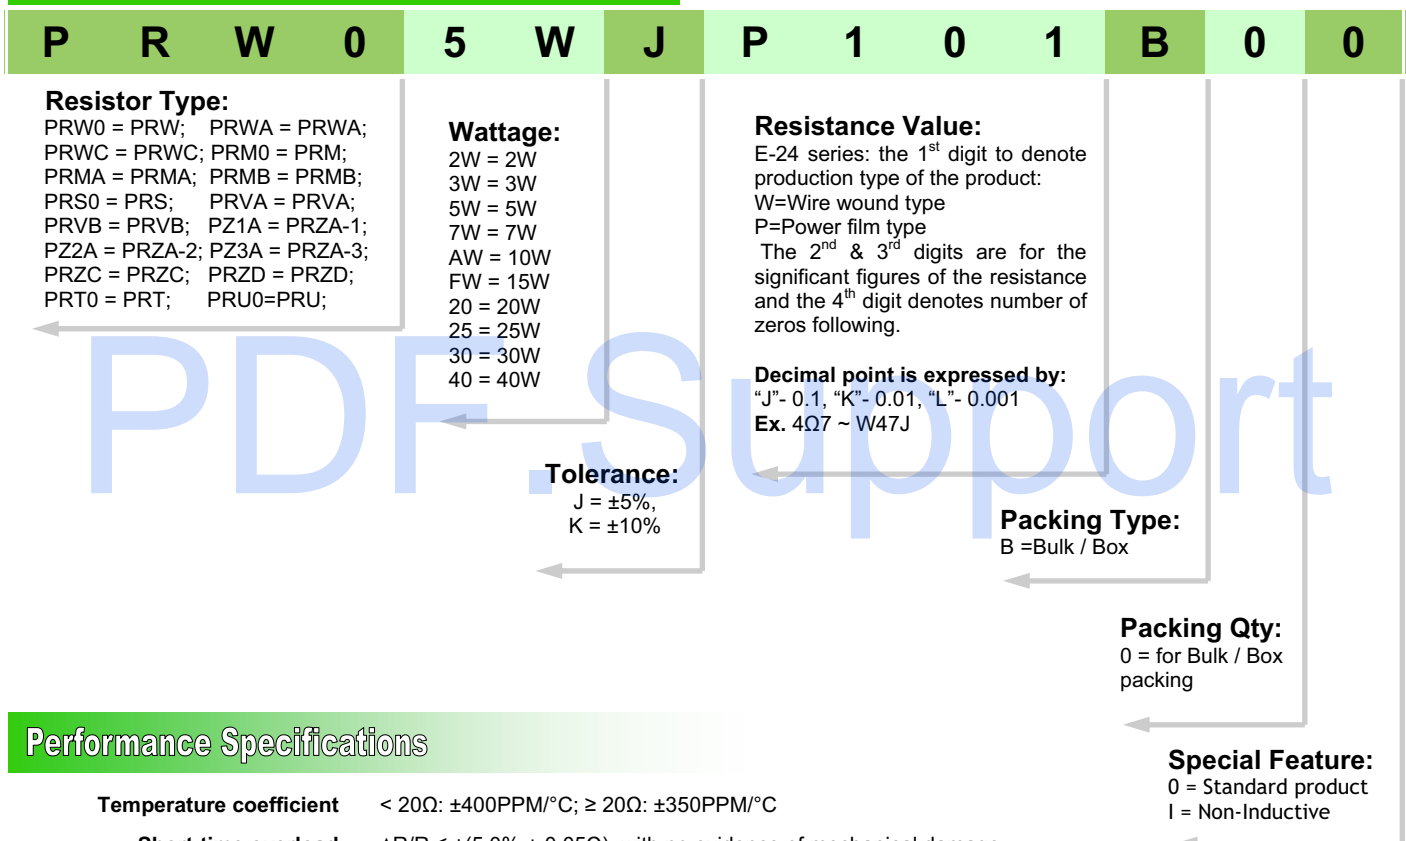 P R W 0 5 W J P 1 0 1 B 0 0
Resistor Type:
PRW0 = PRW; PRWA = PRWA;
PRWC = PRWC; PRM0 = PRM;
PRMA = PRMA; PRMB = PRMB;
PRS0 = PRS; PRVA = PRVA;
PRVB = PRVB; PZ1A = PRZA-1;
PZ2A = PRZA-2; PZ3A = PRZA-3;
PRZC = PRZC; PRZD = PRZD;
PRT0 = PRT; PRU0=PRU;
Wattage:
2W = 2W
3W = 3W
5W = 5W
7W = 7W
AW = 10W
FW = 15W
20 = 20W
25 = 25W
30 = 30W
40 = 40W
Tolerance:
J = ±5%,
K = ±10%
Resistance Value:
E-24 series: the 1st digit to denote
production type of the product:
W=Wire wound type
P=Power film type
The 2nd & 3rd digits are for the
significant figures of the resistance
and the 4th digit denotes number of
zeros following.
Decimal point is expressed by:
“J”- 0.1, “K”- 0.01, “L”- 0.001
Ex. 4Ω7 ~ W47J
Packing Type:
B =Bulk / Box
Packing Qty:
0 = for Bulk / Box
packing
Special Feature:
0 = Standard product
I = Non-Inductive
PDF.Support
Performance Specifications
Temperature coefficient < 20Ω: ±400PPM/°C; ≥ 20Ω: ±350PPM/°C